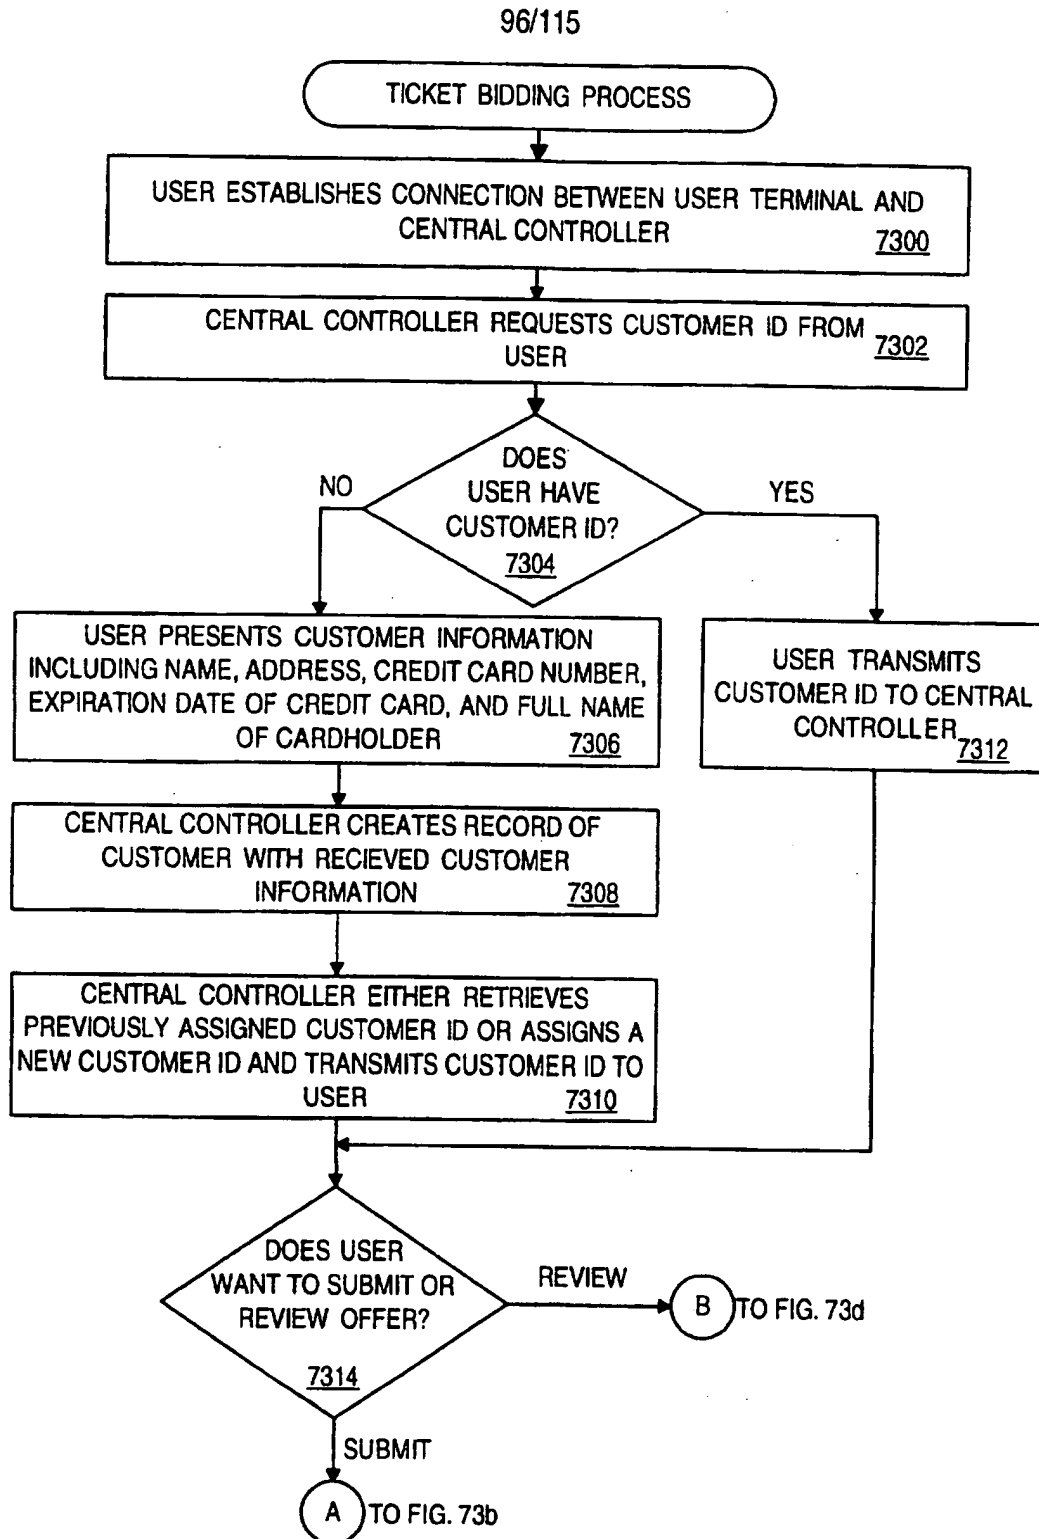 96/115
TICKET BIDDING PROCESS
USER ESTABLISHES CONNECTION BETWEEN USER TERMINAL AND
CENTRAL CONTROLLER
7300
CENTRAL CONTROLLER REQUESTS CUSTOMER ID FROM
USER
7302
DOES
USER HAVE
CUSTOMER ID?
7304
NO
YES
USER PRESENTS CUSTOMER INFORMATION
INCLUDING NAME, ADDRESS, CREDIT CARD NUMBER,
EXPIRATION DATE OF CREDIT CARD, AND FULL NAME
OF CARDHOLDER
7306
USER TRANSMITS
CUSTOMER ID TO CENTRAL
CONTROLLER
7312
CENTRAL CONTROLLER CREATES RECORD OF
CUSTOMER WITH RECIEVED CUSTOMER
INFORMATION
7308
CENTRAL CONTROLLER EITHER RETRIEVES
PREVIOUSLY ASSIGNED CUSTOMER ID OR ASSIGNS A
NEW CUSTOMER ID AND TRANSMITS CUSTOMER ID TO
USER
7310
DOES USER
WANT TO SUBMIT OR
REVIEW OFFER?
7314
REVIEW
B TO FIG. 73d
SUBMIT
A TO FIG. 73b